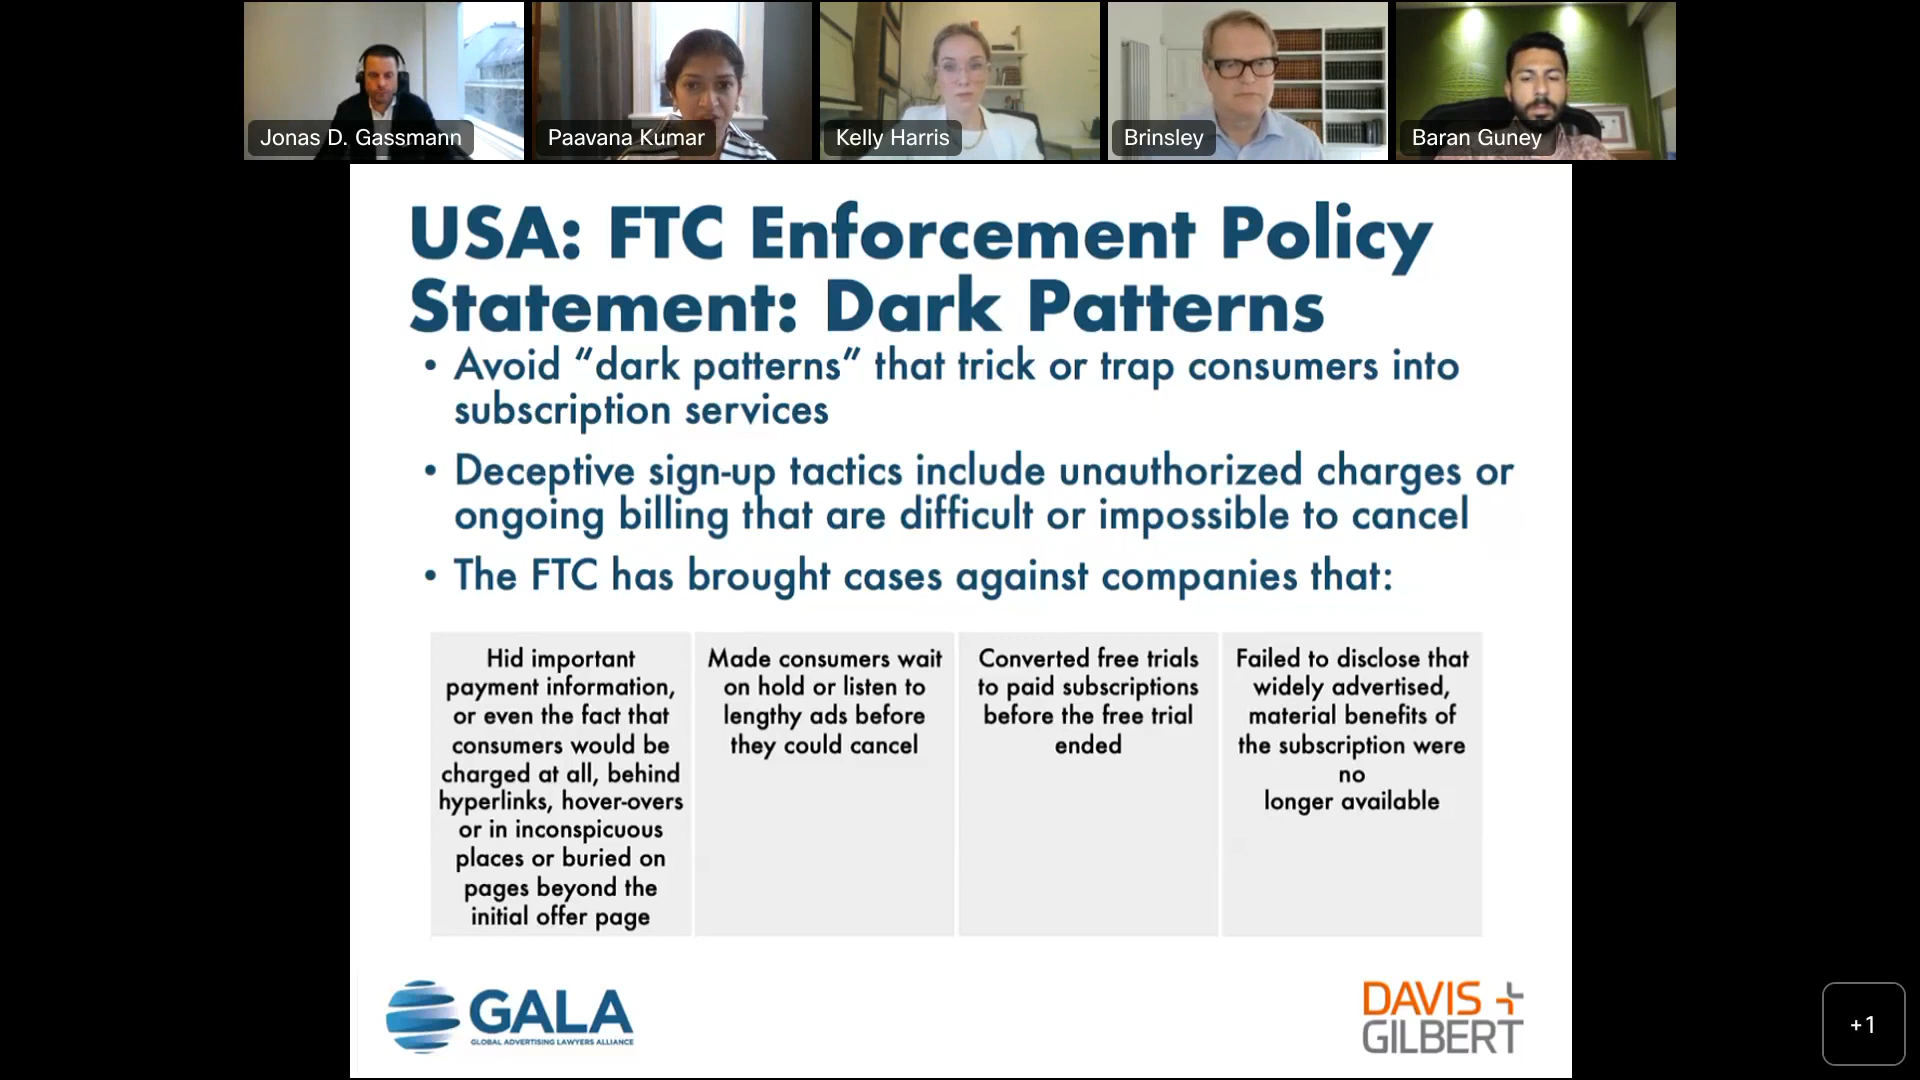 Jonas D. Gassmann
Paavana Kumar
Kelly Harris
Brinsley
Baran Guney
USA: FTC Enforcement Policy
Statement: Dark Patterns
• Avoid “dark patterns” that trick or trap consumers into
subscription services
• Deceptive sign-up tactics include unauthorized charges or
ongoing billing that are difficult or impossible to cancel
• The FTC has brought cases against companies that:
Hid important
payment information,
or even the fact that
consumers would be
charged at all, behind
hyperlinks, hover-overs
or in inconspicuous
places or buried on
pages beyond the
initial offer page
Made consumers wait
on hold or listen to
lengthy ads before
they could cancel
Converted free trials
to paid subscriptions
before the free trial
ended
Failed to disclose that
widely advertised,
material benefits of
the subscription were
no
longer available
GALA
GLOBAL ADVERTISING LAWYERS ALLIANCE
DAVIS+
GILBERT
+1